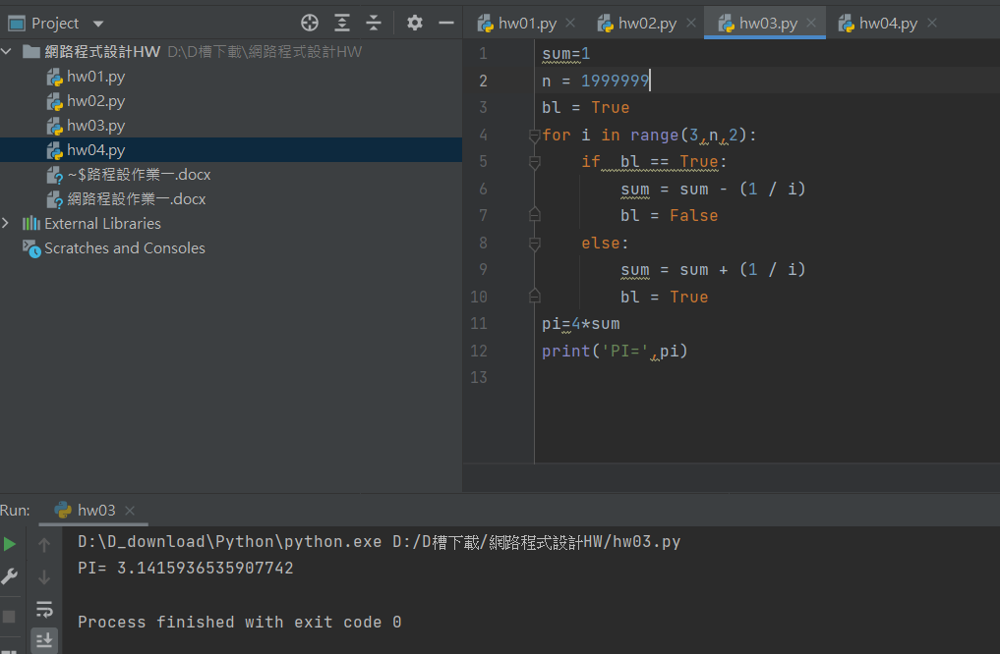 Project
hw01.py
hw02.py
hw03.py
hw04.py
網路程式設計HW D:\D槽下載\網路程式設計HW
hw01.py
hw02.py
hw03.py
hw04.py
~$路程設作業一.docx
網路程設作業一.docx
External Libraries
Scratches and Consoles
1 sum=1
2 n = 1999999
3 bl = True
4 for i in range(3,n,2):
5 if bl == True:
6 sum = sum - (1 / i)
7 bl = False
8 else:
9 sum = sum + (1 / i)
10 bl = True
11 pi=4*sum
12 print('PI=',pi)
13
Run: hw03
D:\D_download\Python\python.exe D:/D槽下載/網路程式設計HW/hw03.py
PI= 3.1415936535907742
Process finished with exit code 0